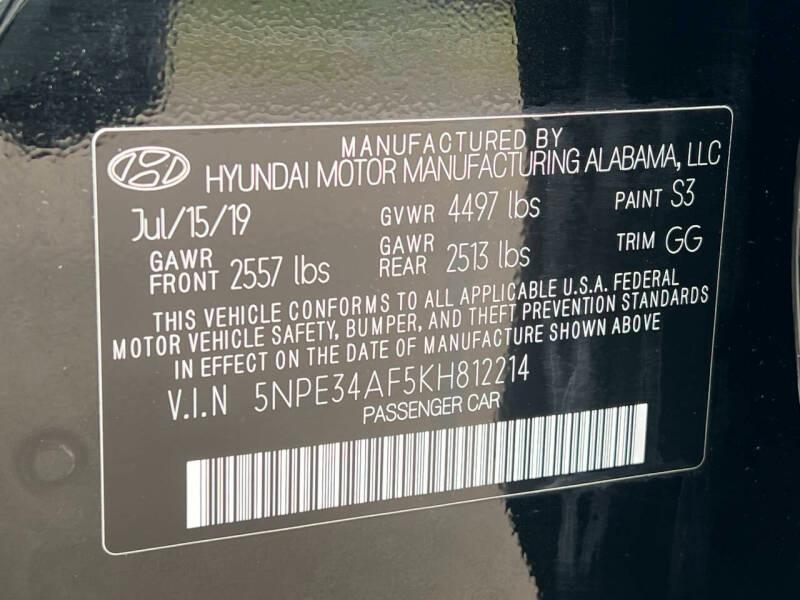 MANUFACTURED BY
HYUNDAI MOTOR MANUFACTURING ALABAMA, LLC
Jul/15/19 GVWR 4497 lbs PAINT S3
GAWR FRONT 2557 lbs GAWR REAR 2513 lbs TRIM GG
THIS VEHICLE CONFORMS TO ALL APPLICABLE U.S.A. FEDERAL
MOTOR VEHICLE SAFETY, BUMPER, AND THEFT PREVENTION STANDARDS
IN EFFECT ON THE DATE OF MANUFACTURE SHOWN ABOVE
V.I.N 5NPE34AF5KH812214
PASSENGER CAR